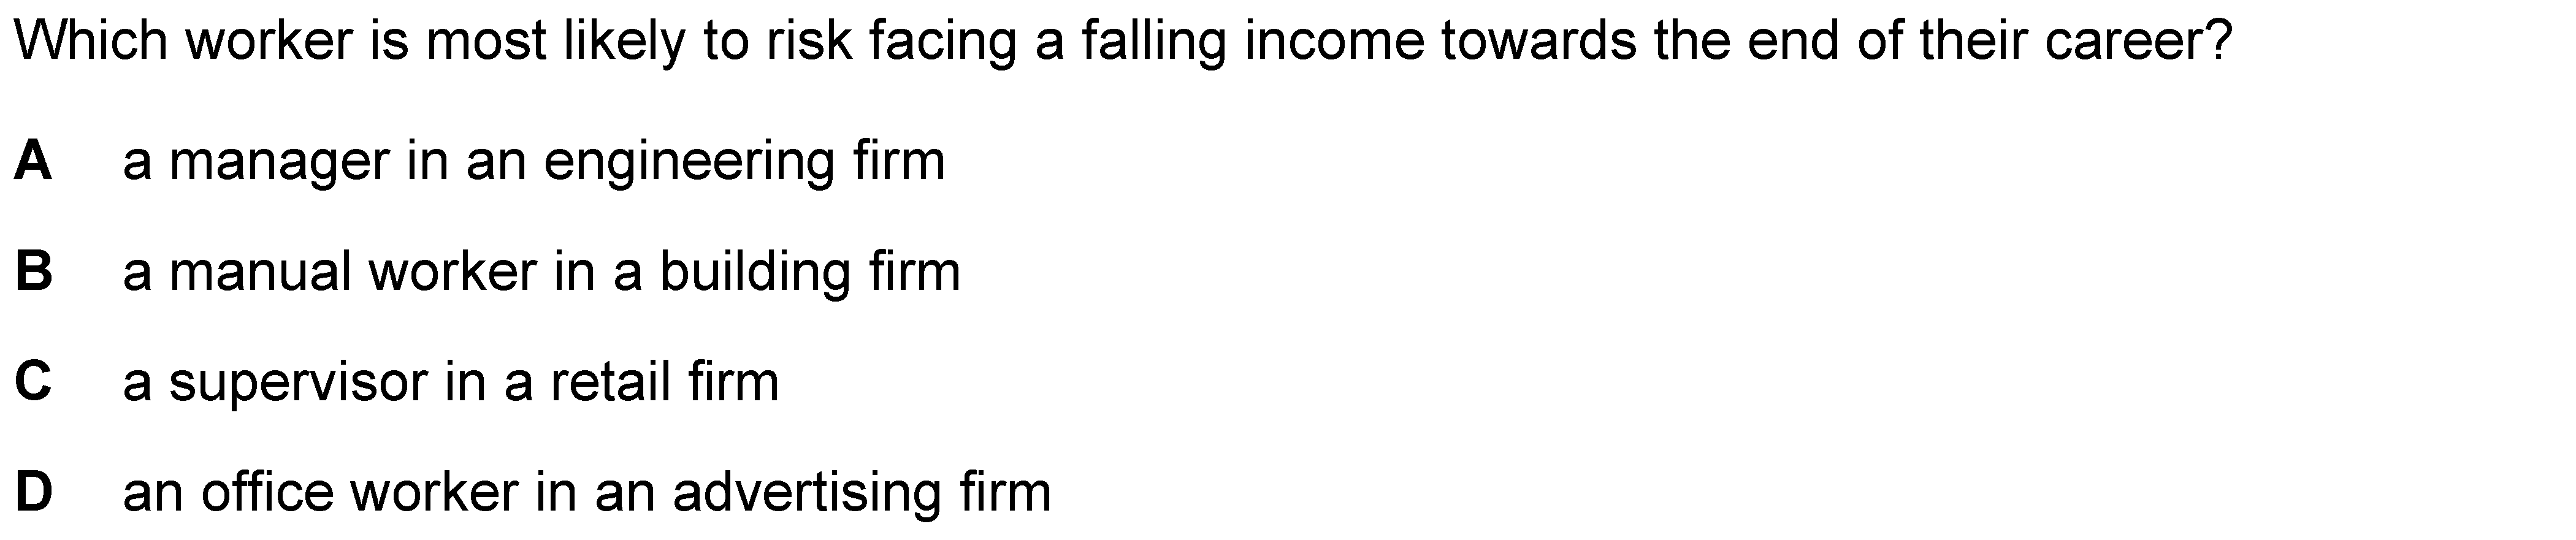 Which worker is most likely to risk facing a falling income towards the end of their career?
A a manager in an engineering firm
B a manual worker in a building firm
C a supervisor in a retail firm
D an office worker in an advertising firm